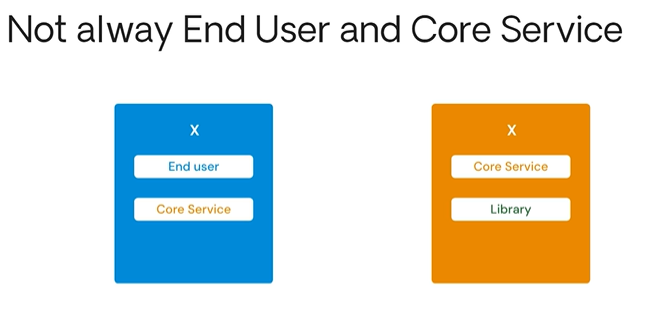 Not alway End User and Core Service
X
End user
Core Service
X
Core Service
Library